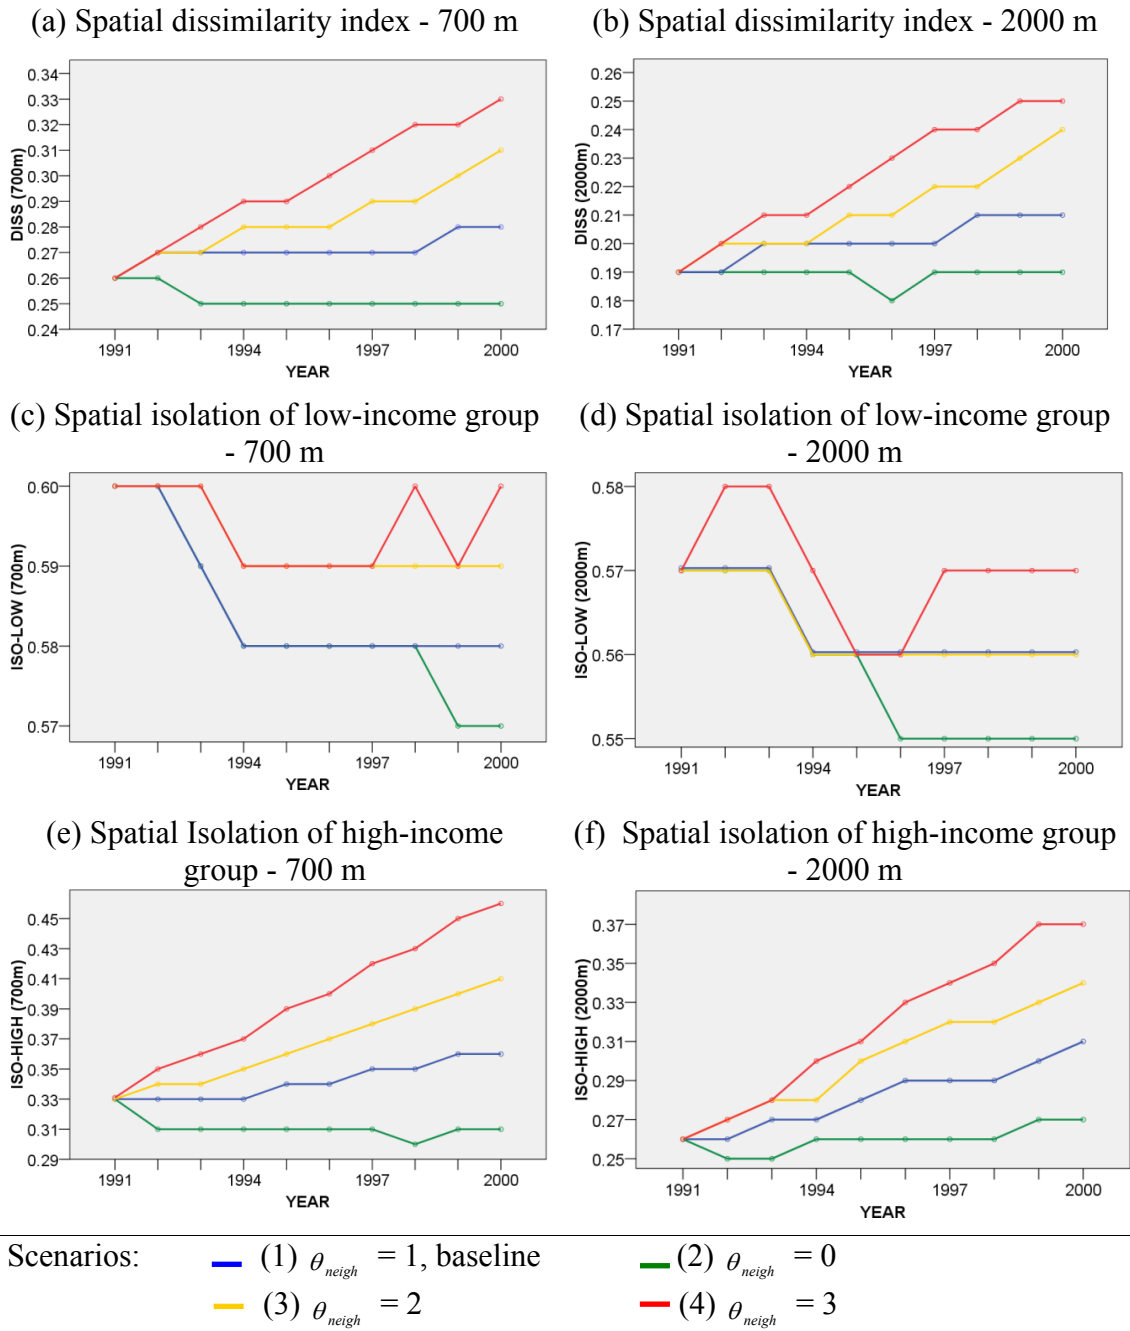 (a) Spatial dissimilarity index - 700 m
(b) Spatial dissimilarity index - 2000 m
0.34
0.33
0.32
0.31
0.30
0.29
0.28
0.27
0.26
0.25
0.24
DISS (700m)
1991 1994 1997 2000
YEAR
0.26
0.25
0.24
0.23
0.22
0.21
0.20
0.19
0.18
0.17
DISS (2000m)
1991 1994 1997 2000
YEAR
(c) Spatial isolation of low-income group
- 700 m
(d) Spatial isolation of low-income group
- 2000 m
0.60
0.59
0.58
0.57
ISO-LOW (700m)
1991 1994 1997 2000
YEAR
0.58
0.57
0.56
0.55
ISO-LOW (2000m)
1991 1994 1997 2000
YEAR
(e) Spatial Isolation of high-income
group - 700 m
(f) Spatial isolation of high-income group
- 2000 m
0.45
0.43
0.41
0.39
0.37
0.35
0.33
0.31
0.29
ISO-HIGH (700m)
1991 1994 1997 2000
YEAR
0.37
0.33
0.31
0.29
0.27
0.25
ISO-HIGH (2000m)
1991 1994 1997 2000
YEAR
Scenarios:
(1) θneigh = 1, baseline
(2) θneigh = 0
(3) θneigh = 2
(4) θneigh = 3